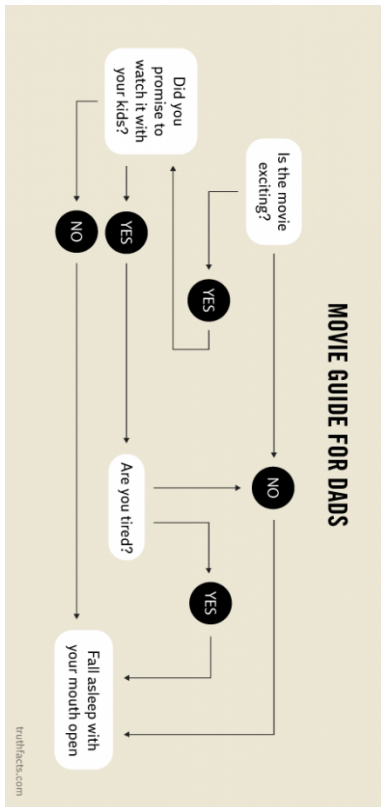 MOVIE GUIDE FOR DADS
Is the movie
exciting?
YES
NO
Did you
promise to
watch it with
your kids?
YES
NO
Are you tired?
YES
Fall asleep with
your mouth open
truthfacts.com